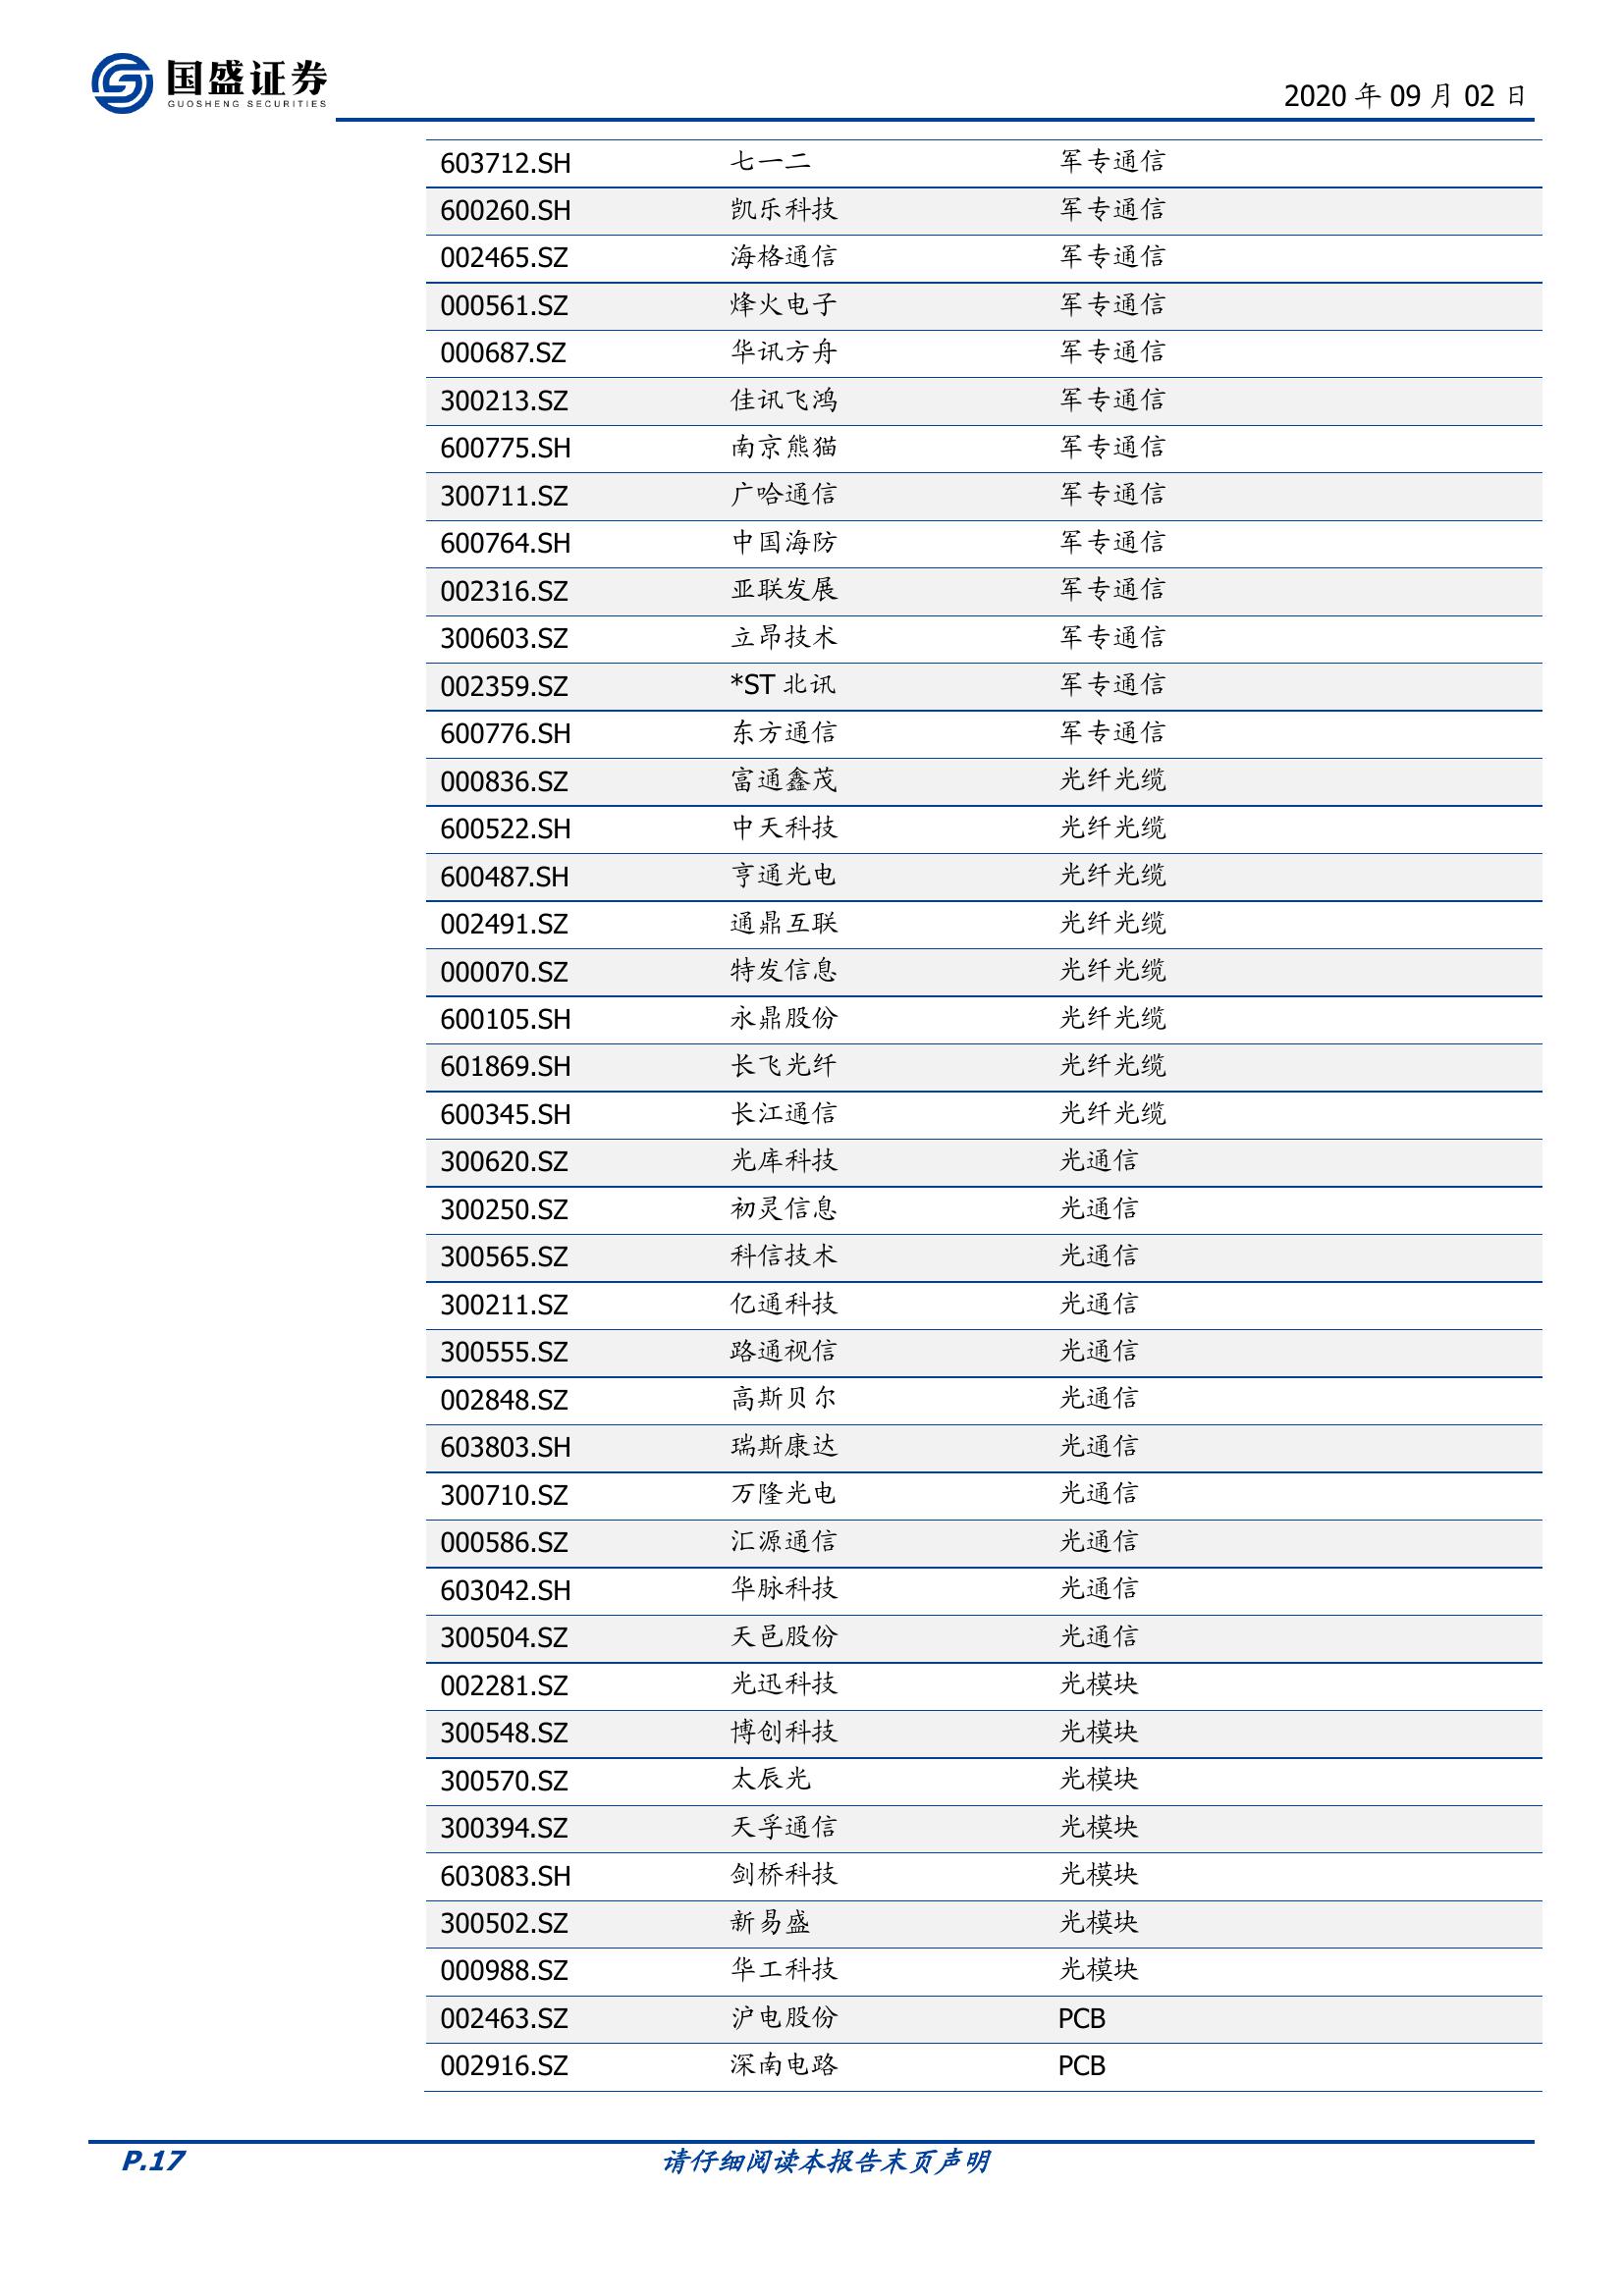 国盛证券
GUOSHENG SECURITIES
2020 年 09 月 02 日
603712.SH 七一二 军专通信
600260.SH 凯乐科技 军专通信
002465.SZ 海格通信 军专通信
000561.SZ 烽火电子 军专通信
000687.SZ 华讯方舟 军专通信
300213.SZ 佳讯飞鸿 军专通信
600775.SH 南京熊猫 军专通信
300711.SZ 广哈通信 军专通信
600764.SH 中国海防 军专通信
002316.SZ 亚联发展 军专通信
300603.SZ 立昂技术 军专通信
002359.SZ *ST 北讯 军专通信
600776.SH 东方通信 军专通信
000836.SZ 富通鑫茂 光纤光缆
600522.SH 中天科技 光纤光缆
600487.SH 亨通光电 光纤光缆
002491.SZ 通鼎互联 光纤光缆
000070.SZ 特发信息 光纤光缆
600105.SH 永鼎股份 光纤光缆
601869.SH 长飞光纤 光纤光缆
600345.SH 长江通信 光纤光缆
300620.SZ 光库科技 光通信
300250.SZ 初灵信息 光通信
300565.SZ 科信技术 光通信
300211.SZ 亿通科技 光通信
300555.SZ 路通视信 光通信
002848.SZ 高斯贝尔 光通信
603803.SH 瑞斯康达 光通信
300710.SZ 万隆光电 光通信
000586.SZ 汇源通信 光通信
603042.SH 华脉科技 光通信
300504.SZ 天邑股份 光通信
002281.SZ 光迅科技 光模块
300548.SZ 博创科技 光模块
300570.SZ 太辰光 光模块
300394.SZ 天孚通信 光模块
603083.SH 剑桥科技 光模块
300502.SZ 新易盛 光模块
000988.SZ 华工科技 光模块
002463.SZ 沪电股份 PCB
002916.SZ 深南电路 PCB
P.17 请仔细阅读本报告末页声明